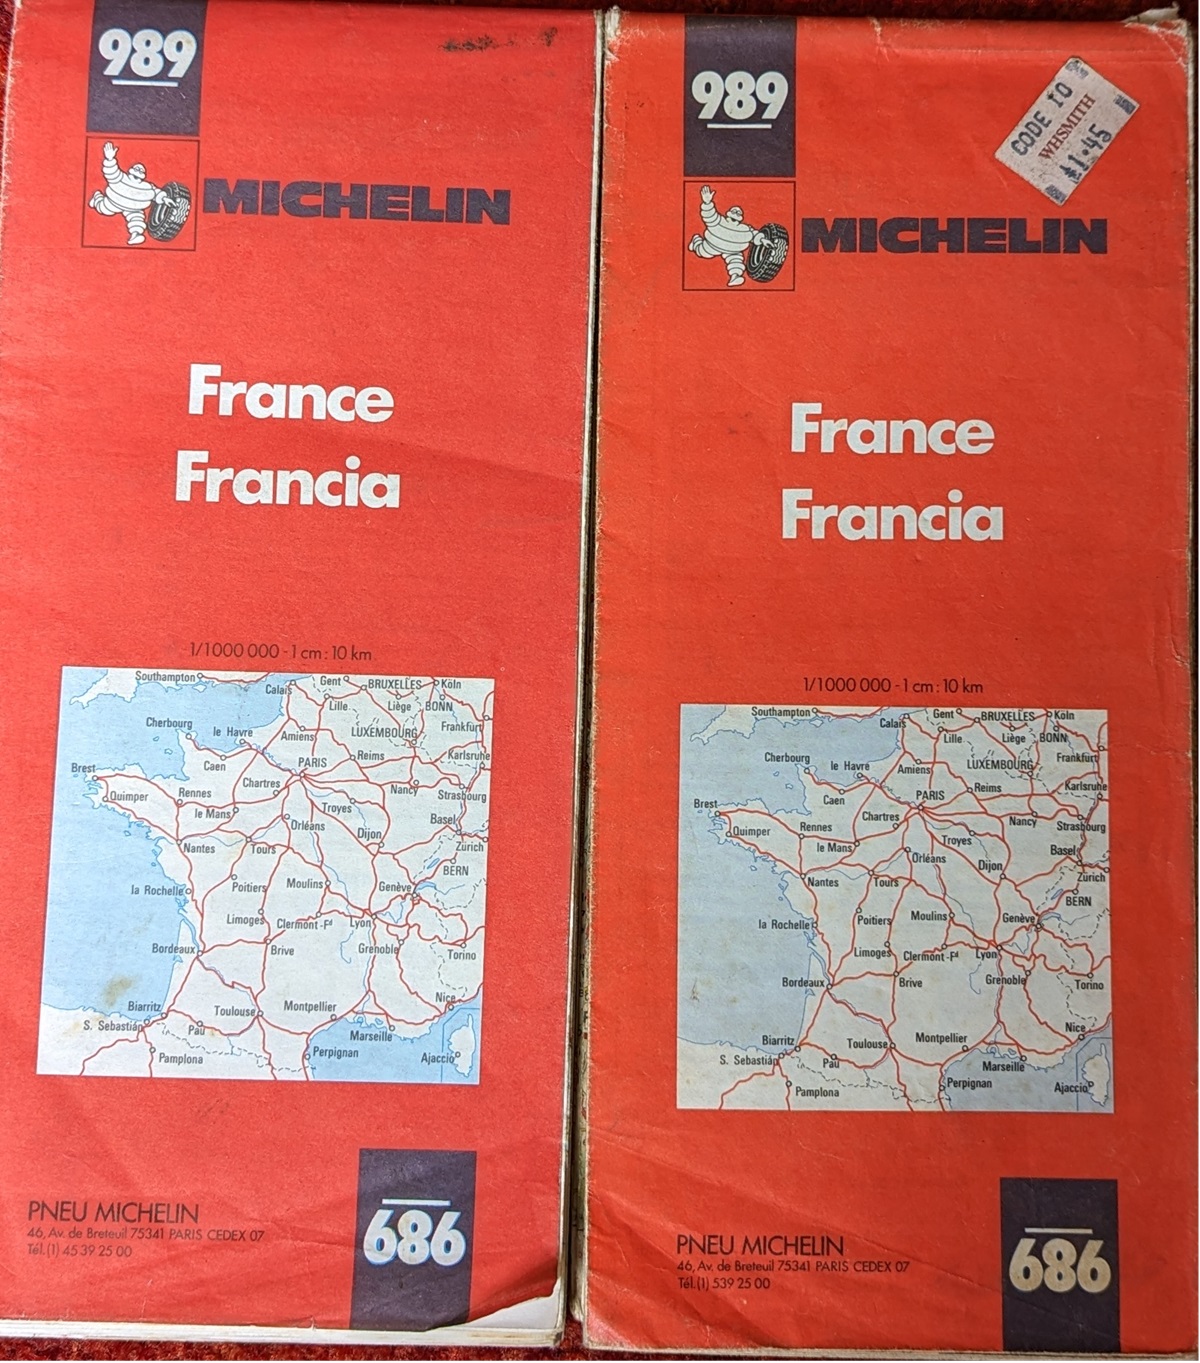 989
MICHELIN
France
Francia
1/1000 000 - 1 cm : 10 km
Southampton
Calais
Gent
BRUXELLES
Köln
Lille
Liège
BONN
Cherbourg
le Havre
Amiens
LUXEMBOURG
Frankfurt
Caen
PARIS
Reims
Karlsruhe
Brest
Quimper
Rennes
Chartres
Nancy
Strasbourg
le Mans
Troyes
Orléans
Dijon
Basel
Zürich
Nantes
Tours
BERN
la Rochelle
Poitiers
Moulins
Genève
Limoges
Clermont-Fd
Lyon
Bordeaux
Brive
Grenoble
Torino
Biarritz
Toulouse
Montpellier
Nice
S. Sebastián
Pau
Marseille
Pamplona
Perpignan
Ajaccio
PNEU MICHELIN
46, Av. de Breteuil 75341 PARIS CEDEX 07
Tél. (1) 45 39 25 00
686
989
CODE 10
WHSMITH
£1.45
MICHELIN
France
Francia
1/1000 000 - 1 cm : 10 km
Southampton
Calais
Gent
BRUXELLES
Köln
Lille
Liège
BONN
Cherbourg
le Havre
Amiens
LUXEMBOURG
Frankfurt
Caen
PARIS
Reims
Karlsruhe
Brest
Quimper
Rennes
Chartres
Nancy
Strasbourg
le Mans
Troyes
Orléans
Dijon
Basel
Zürich
Nantes
Tours
BERN
la Rochelle
Poitiers
Moulins
Genève
Limoges
Clermont-Fd
Lyon
Bordeaux
Brive
Grenoble
Torino
Biarritz
Toulouse
Montpellier
Nice
S. Sebastián
Pau
Marseille
Pamplona
Perpignan
Ajaccio
PNEU MICHELIN
46, Av. de Breteuil 75341 PARIS CEDEX 07
Tél. (1) 539 25 00
686